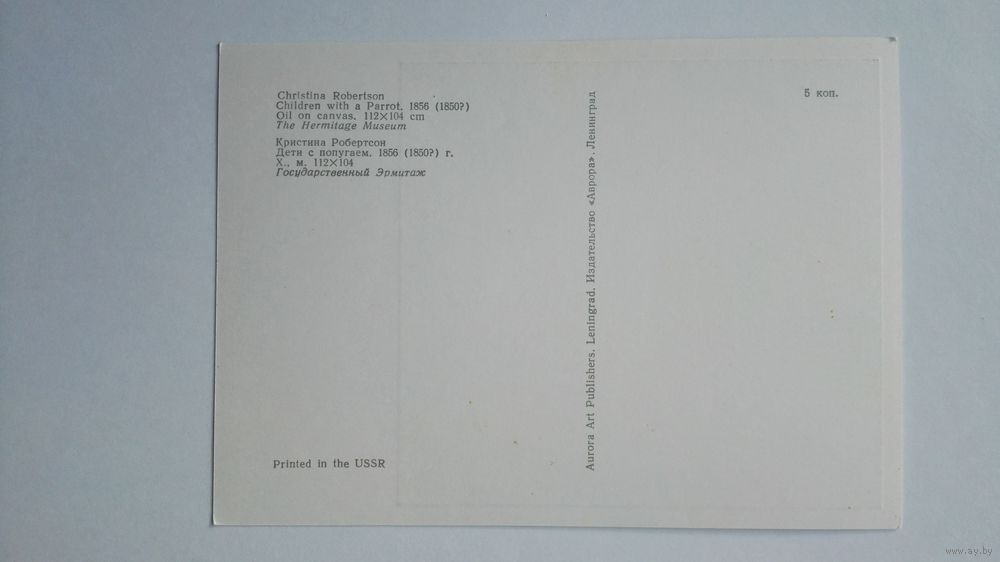 Christina Robertson
Children with a Parrot. 1856 (1850?)
Oil on canvas. 112×104 cm
The Hermitage Museum
Кристина Робертсон
Дети с попугаем. 1856 (1850?) г.
Х., м. 112×104
Государственный Эрмитаж
Printed in the USSR
Aurora Art Publishers. Leningrad. Издательство «Аврора». Ленинград
5 коп.
www.ay.by